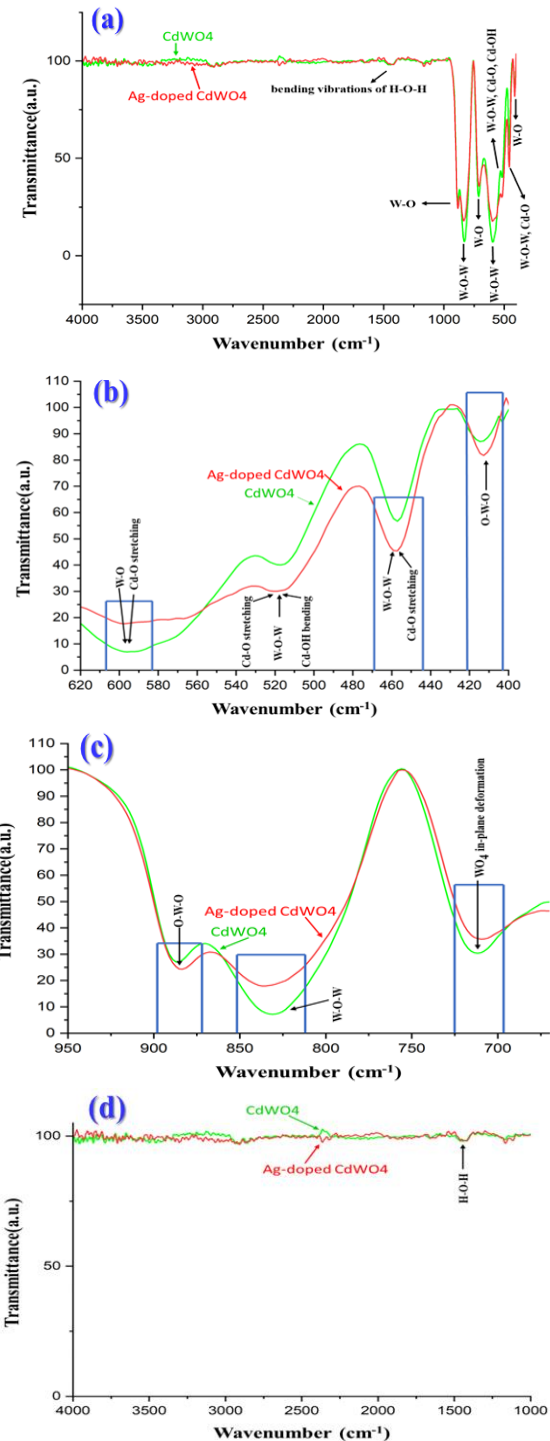 (a)
CdWO4
Ag-doped CdWO4
bending vibrations of H-O-H
W-O
W-O-W
W-O
W-O-W
W-O-W, Cd-O, Cd-OH
W-O-W, Cd-O
W-O
Transmittance(a.u.)
100
50
0
4000 3500 3000 2500 2000 1500 1000 500
Wavenumber (cm⁻¹)
(b)
Ag-doped CdWO4
CdWO4
W-O
Cd-O stretching
Cd-O stretching
W-O-W
Cd-OH bending
W-O-W
Cd-O stretching
O-W-O
Transmittance(a.u.)
110
100
90
80
70
60
50
40
30
20
10
0
620 600 580 560 540 520 500 480 460 440 420 400
Wavenumber (cm⁻¹)
(c)
O-W-O
Ag-doped CdWO4
CdWO4
W-O-W
WO₄ in-plane deformation
Transmittance(a.u.)
110
100
90
80
70
60
50
40
30
20
10
0
950 900 850 800 750 700
Wavenumber (cm⁻¹)
(d)
CdWO4
Ag-doped CdWO4
H-O-H
Transmittance(a.u.)
100
50
0
4000 3500 3000 2500 2000 1500 1000
Wavenumber (cm⁻¹)